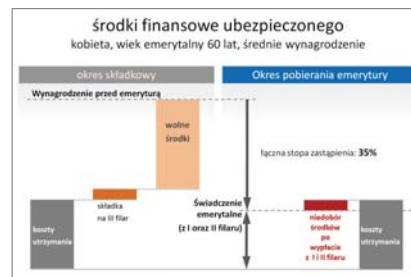 środki finansowe ubezpieczonego
kobieta, wiek emerytalny 60 lat, średnie wynagrodzenie
okres składkowy
Okres pobierania emerytury
Wynagrodzenie przed emeryturą
wolne
środki
łączna stopa zastąpienia: 35%
składka
na III filar
Świadczenie
emerytalne
(z I oraz II filaru)
koszty
utrzymania
niedobór
środków
po
wypłacie
z I i II filaru
koszty
utrzymania